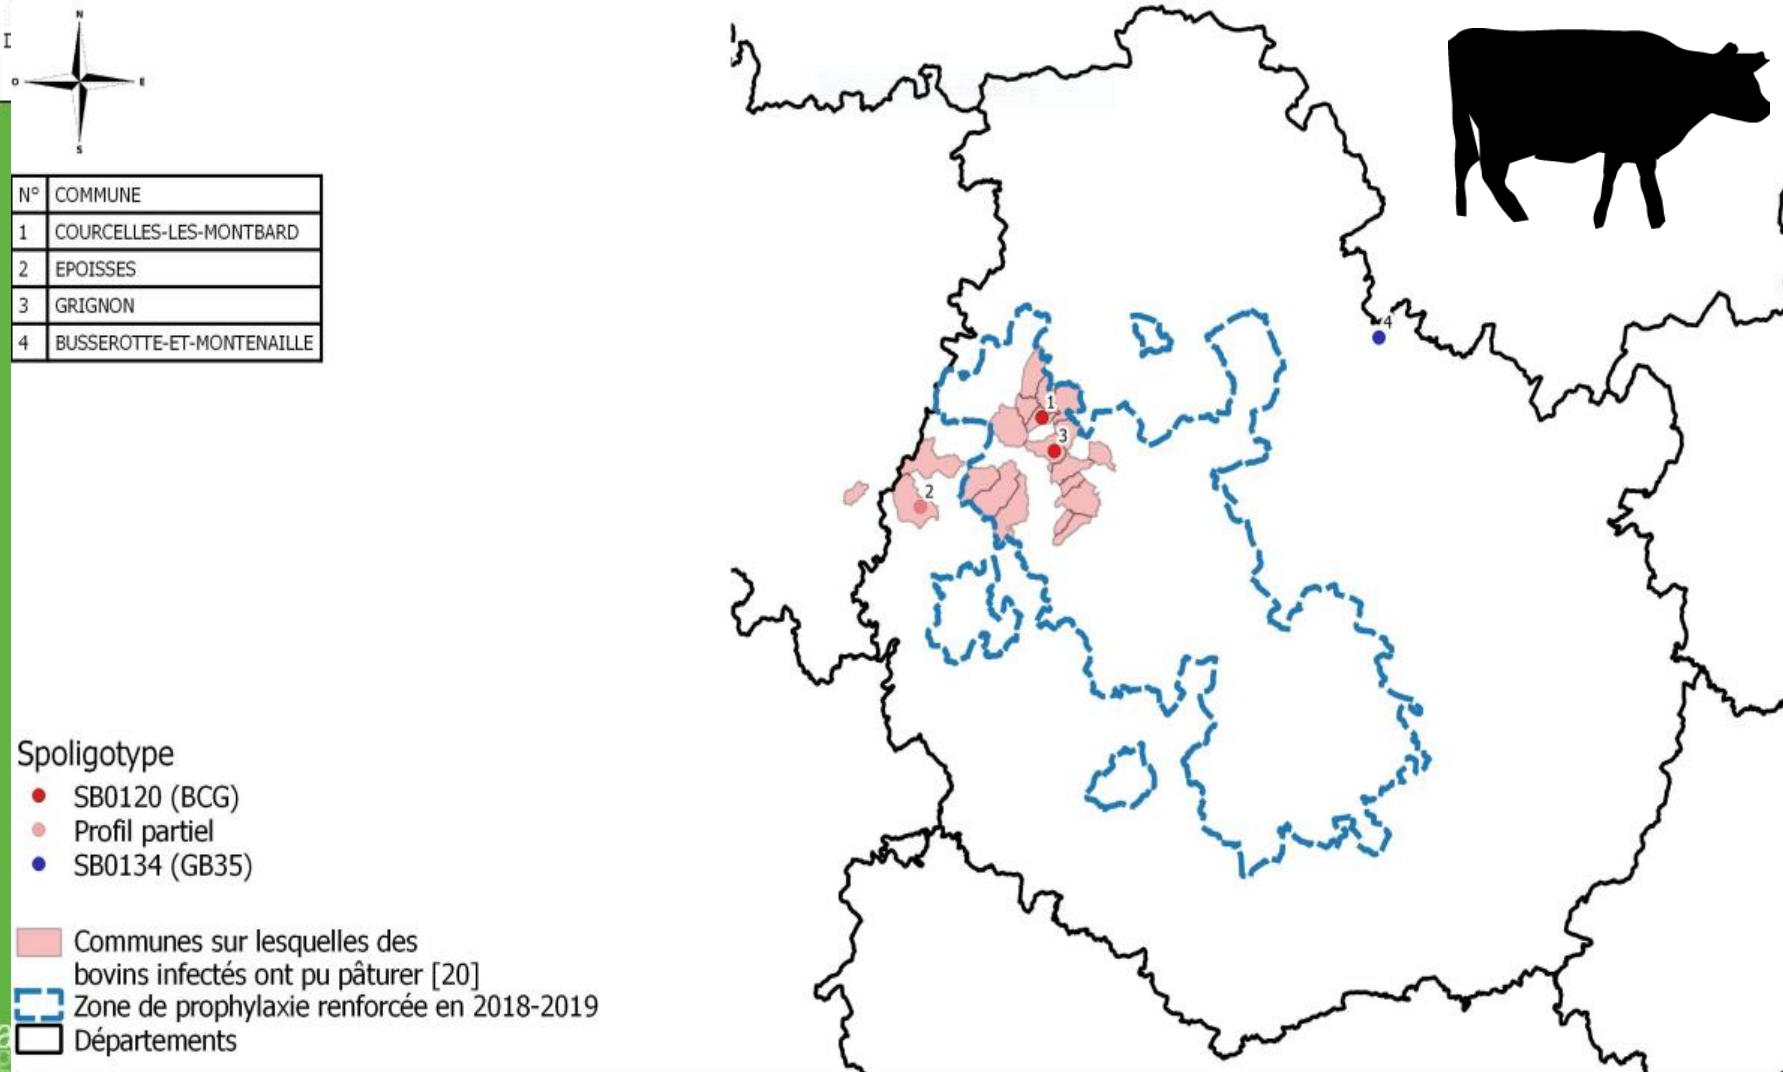 N
O
E
S
N° COMMUNE
1 COURCELLES-LES-MONTBARD
2 EPOISSES
3 GRIGNON
4 BUSSEROTTE-ET-MONTENAILLE
4
1
3
2
Spoligotype
SB0120 (BCG)
Profil partiel
SB0134 (GB35)
Communes sur lesquelles des
bovins infectés ont pu pâturer [20]
Zone de prophylaxie renforcée en 2018-2019
Départements